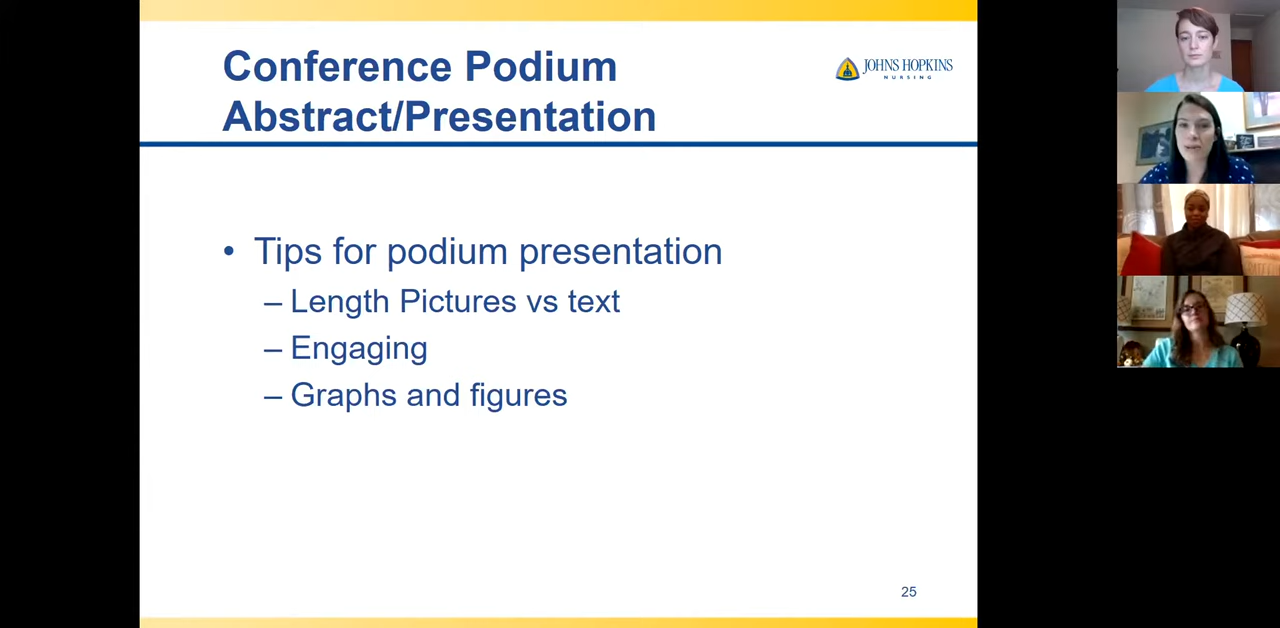 Conference Podium
Abstract/Presentation
JOHNS HOPKINS
NURSING
• Tips for podium presentation
– Length Pictures vs text
– Engaging
– Graphs and figures
25